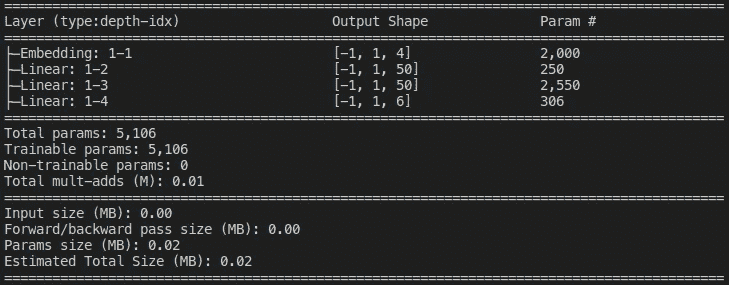 ==========================================================================================
Layer (type:depth-idx)                   Output Shape              Param #
==========================================================================================
├─Embedding: 1-1                         [-1, 1, 4]                2,000
├─Linear: 1-2                            [-1, 1, 50]               250
├─Linear: 1-3                            [-1, 1, 50]               2,550
├─Linear: 1-4                            [-1, 1, 6]                306
==========================================================================================
Total params: 5,106
Trainable params: 5,106
Non-trainable params: 0
Total mult-adds (M): 0.01
==========================================================================================
Input size (MB): 0.00
Forward/backward pass size (MB): 0.00
Params size (MB): 0.02
Estimated Total Size (MB): 0.02
==========================================================================================